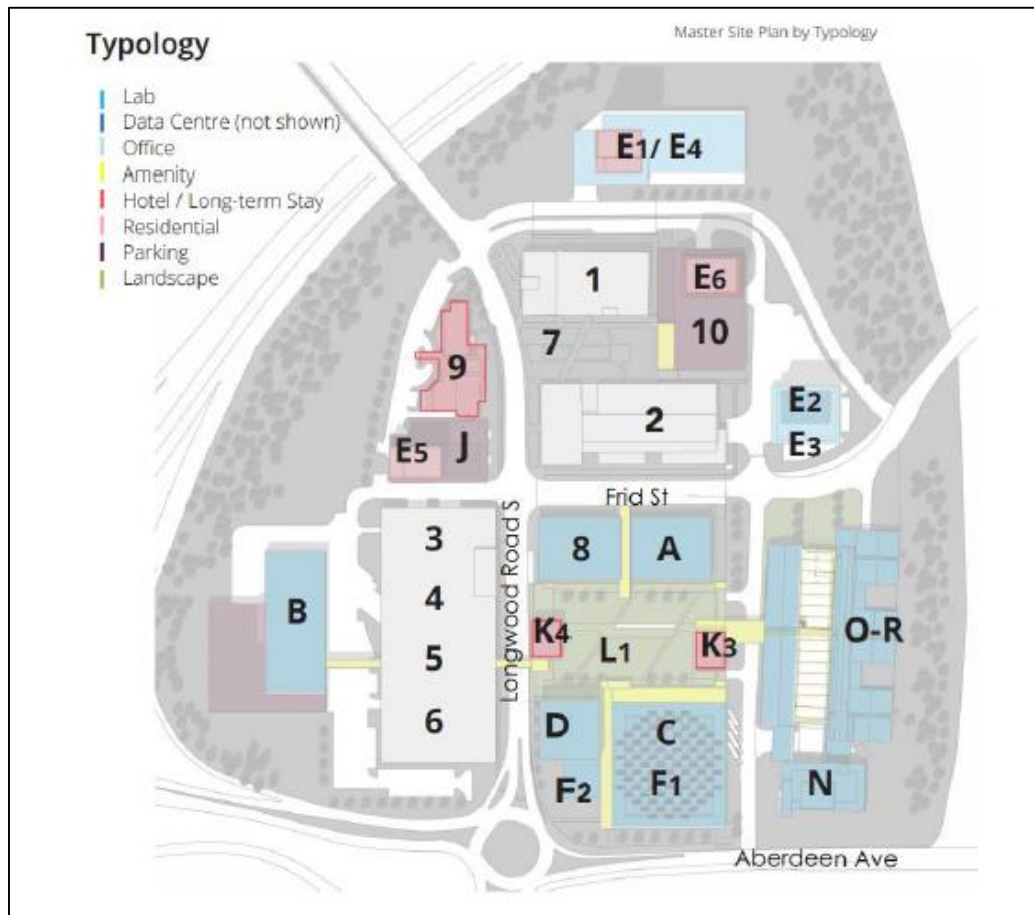 Master Site Plan by Typology
Typology
Lab
Data Centre (not shown)
Office
Amenity
Hotel / Long-term Stay
Residential
Parking
Landscape
E1/ E4
1
E6
7
10
9
2
E2
E5
J
E3
Frid St
3
8
A
Longwood Road S
B
4
K4
L1
K3
O-R
5
6
D
C
F2
F1
N
Aberdeen Ave